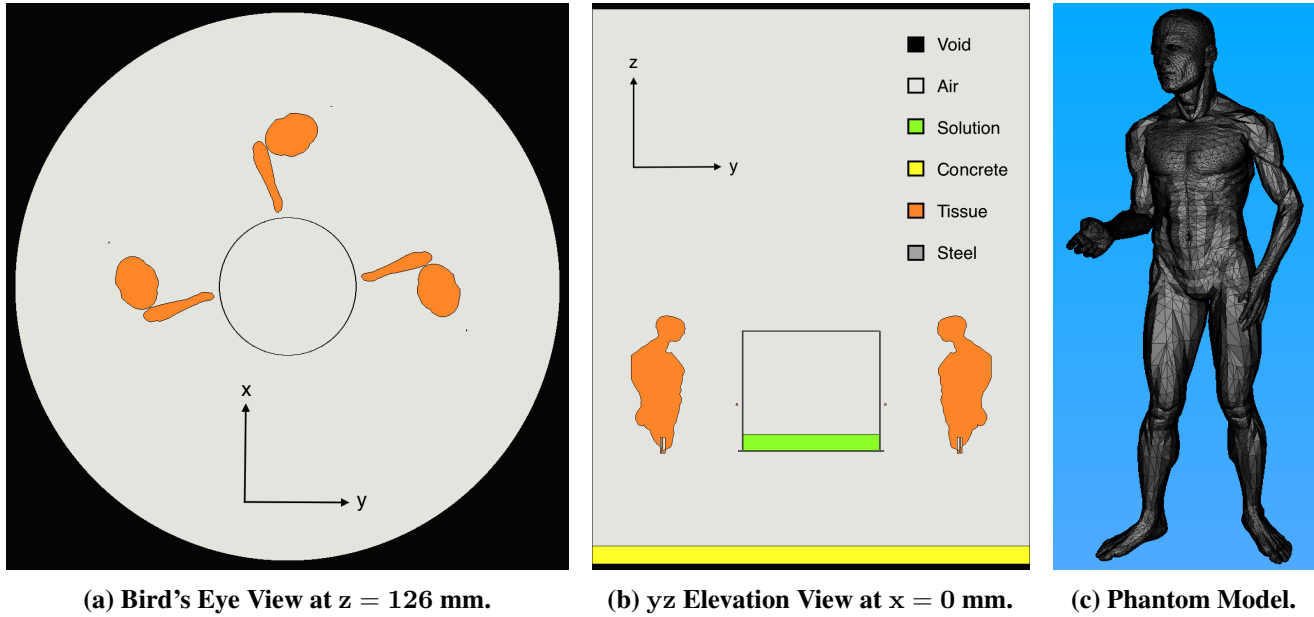 x
y
z
y
Void
Air
Solution
Concrete
Tissue
Steel
(a) Bird's Eye View at z = 126 mm.
(b) yz Elevation View at x = 0 mm.
(c) Phantom Model.